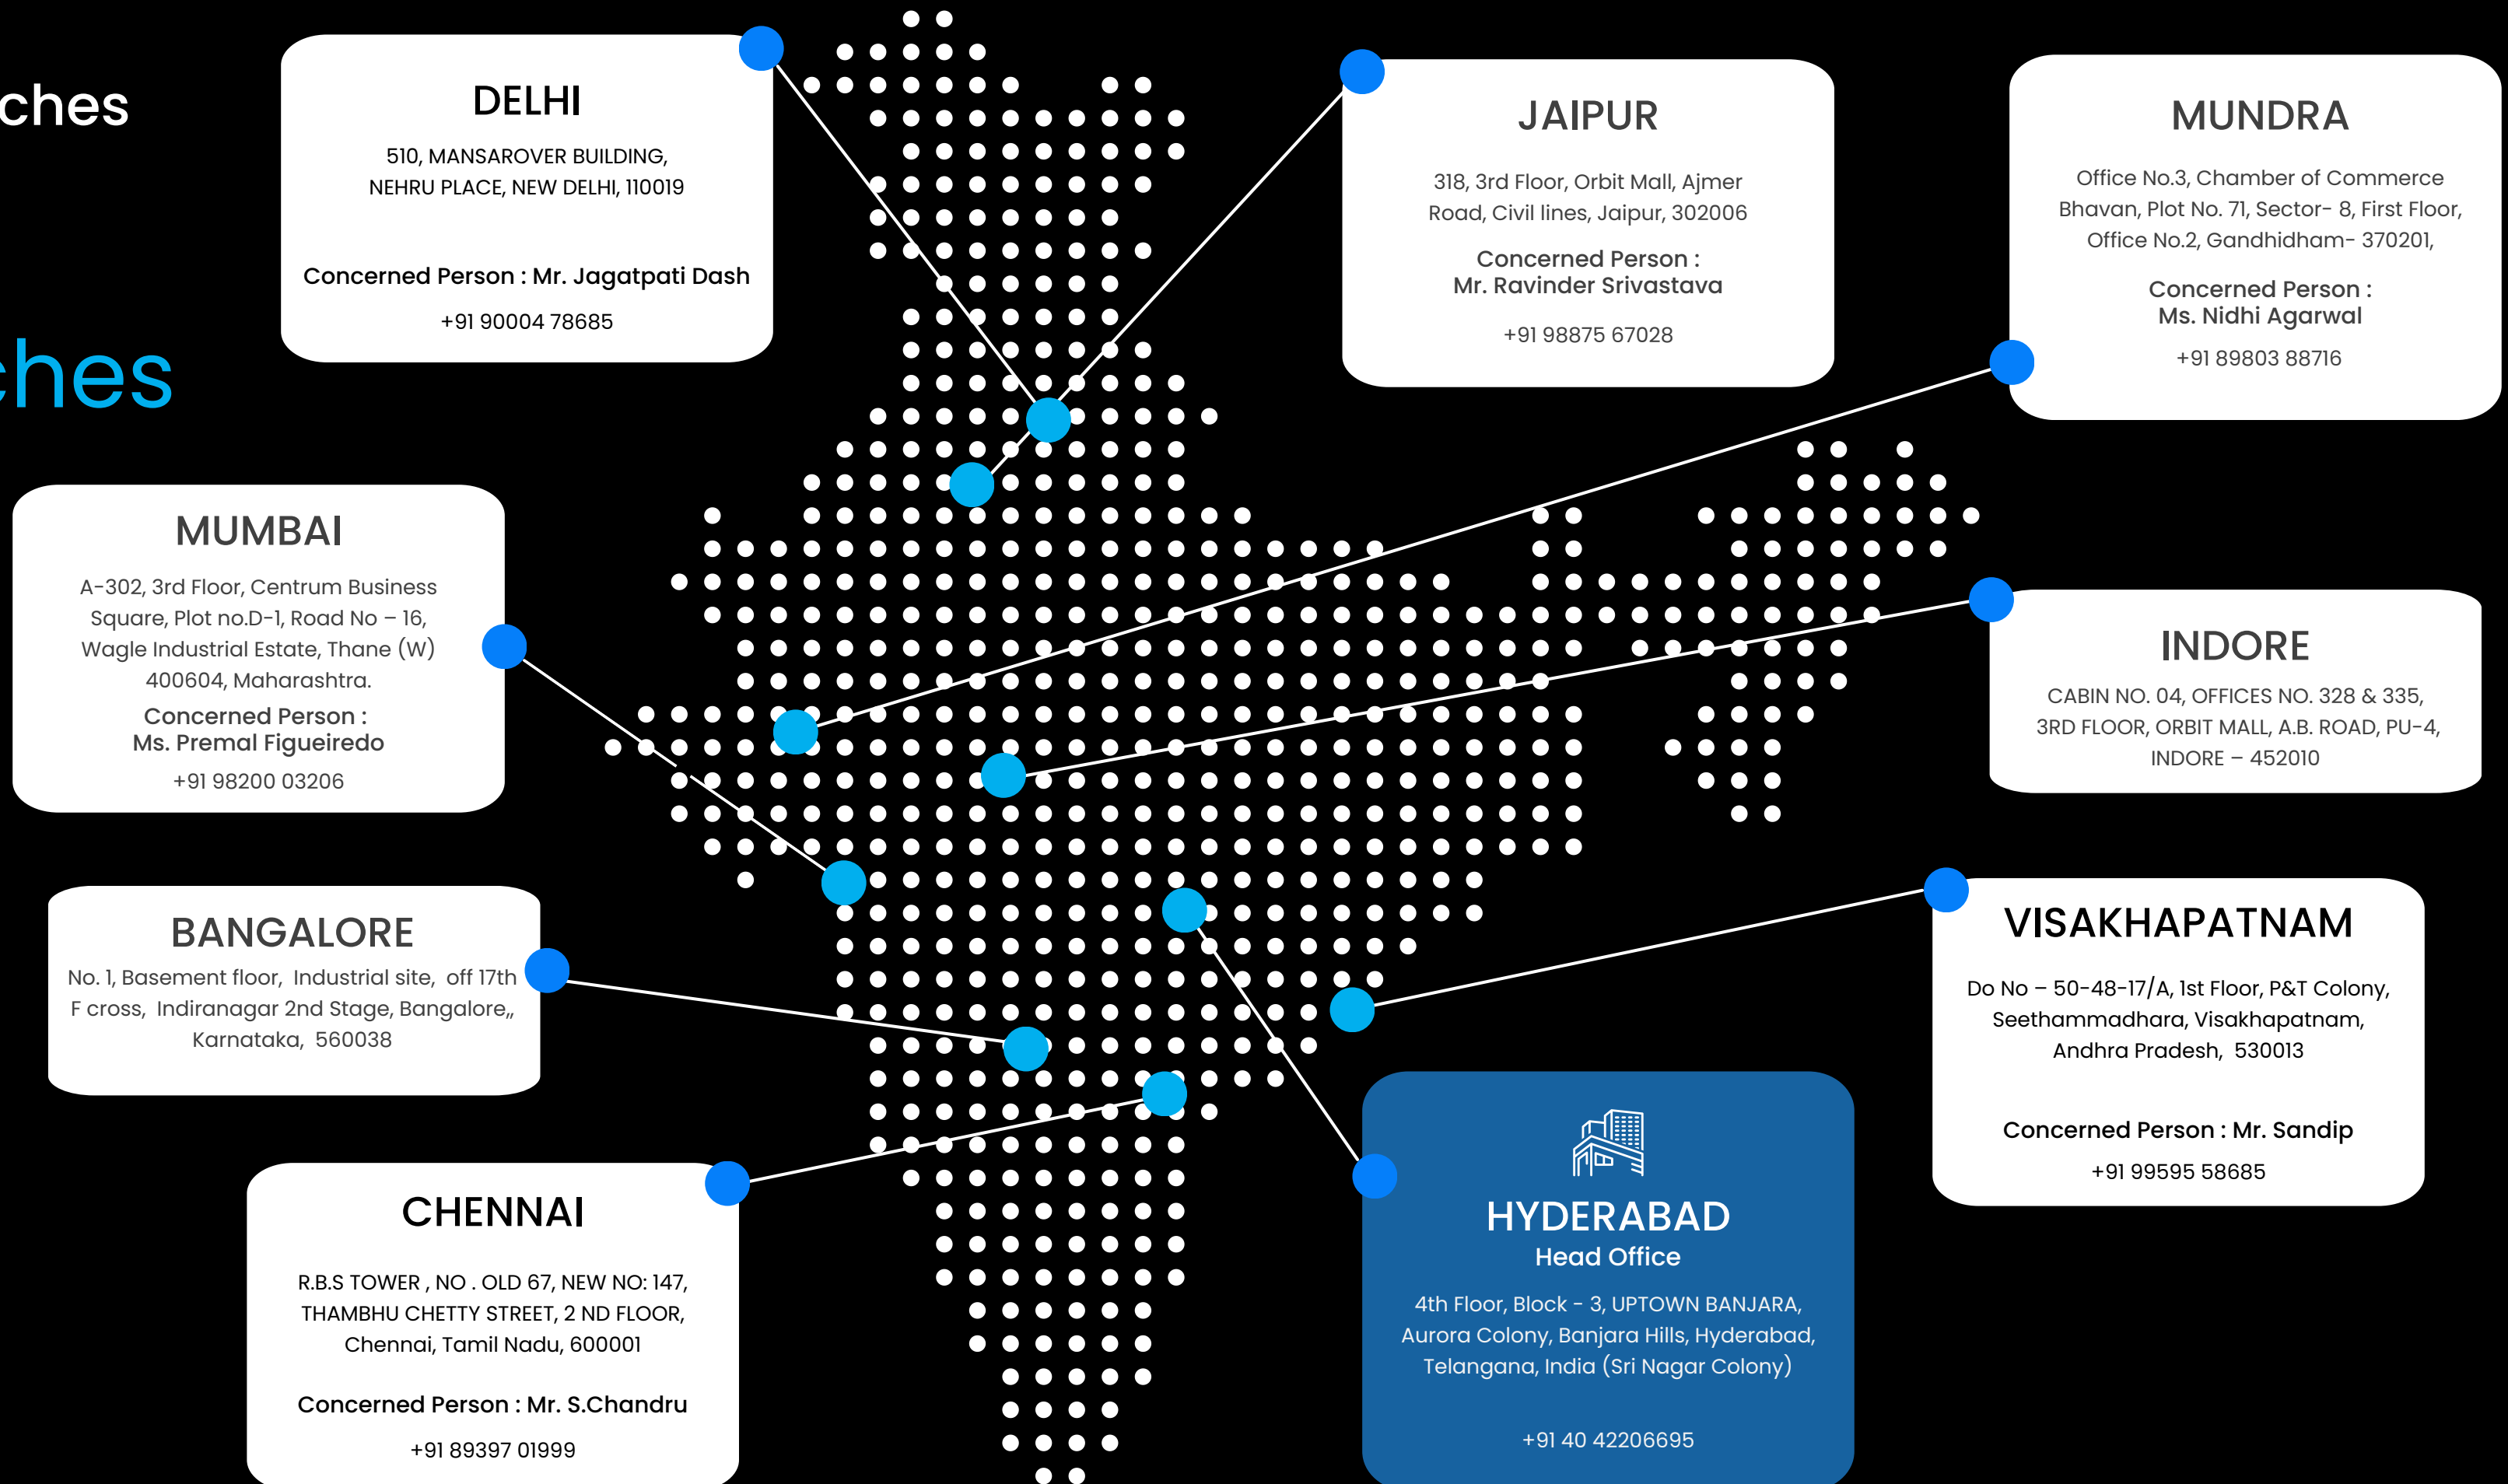 ches
ches
DELHI
510, MANSAROVER BUILDING,
NEHRU PLACE, NEW DELHI, 110019
Concerned Person : Mr. Jagatpati Dash
+91 90004 78685
JAIPUR
318, 3rd Floor, Orbit Mall, Ajmer
Road, Civil lines, Jaipur, 302006
Concerned Person :
Mr. Ravinder Srivastava
+91 98875 67028
MUNDRA
Office No.3, Chamber of Commerce
Bhavan, Plot No. 71, Sector- 8, First Floor,
Office No.2, Gandhidham- 370201,
Concerned Person :
Ms. Nidhi Agarwal
+91 89803 88716
MUMBAI
A-302, 3rd Floor, Centrum Business
Square, Plot no.D-1, Road No – 16,
Wagle Industrial Estate, Thane (W)
400604, Maharashtra.
Concerned Person :
Ms. Premal Figueiredo
+91 98200 03206
INDORE
CABIN NO. 04, OFFICES NO. 328 & 335,
3RD FLOOR, ORBIT MALL, A.B. ROAD, PU-4,
INDORE – 452010
BANGALORE
No. 1, Basement floor, Industrial site, off 17th
F cross, Indiranagar 2nd Stage, Bangalore,,
Karnataka, 560038
VISAKHAPATNAM
Do No – 50-48-17/A, 1st Floor, P&T Colony,
Seethammadhara, Visakhapatnam,
Andhra Pradesh, 530013
Concerned Person : Mr. Sandip
+91 99595 58685
CHENNAI
R.B.S TOWER , NO . OLD 67, NEW NO: 147,
THAMBHU CHETTY STREET, 2 ND FLOOR,
Chennai, Tamil Nadu, 600001
Concerned Person : Mr. S.Chandru
+91 89397 01999
HYDERABAD
Head Office
4th Floor, Block - 3, UPTOWN BANJARA,
Aurora Colony, Banjara Hills, Hyderabad,
Telangana, India (Sri Nagar Colony)
+91 40 42206695